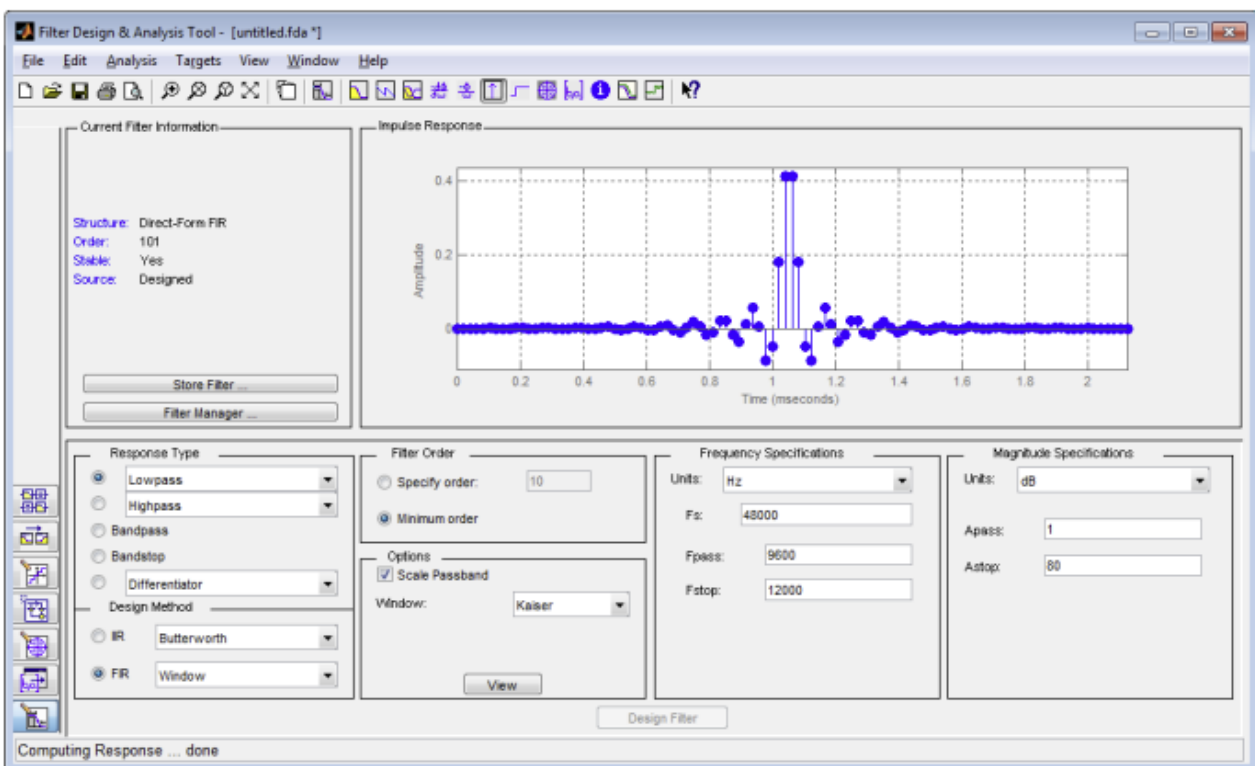 Filter Design & Analysis Tool - [untitled.fda *]
File Edit Analysis Targets View Window Help
Current Filter Information
Structure: Direct-Form FIR
Order: 101
Stable: Yes
Source: Designed
Store Filter ...
Filter Manager ...
Impulse Response
0.4
0.2
0
Amplitude
0 0.2 0.4 0.6 0.8 1 1.2 1.4 1.6 1.8 2
Time (mseconds)
Response Type
Lowpass
Highpass
Bandpass
Bandstop
Differentiator
Design Method
IIR Butterworth
FIR Window
Filter Order
Specify order: 10
Minimum order
Options
Scale Passband
Window: Kaiser
View
Frequency Specifications
Units: Hz
Fs: 48000
Fpass: 9600
Fstop: 12000
Magnitude Specifications
Units: dB
Apass: 1
Astop: 80
Design Filter
Computing Response ... done